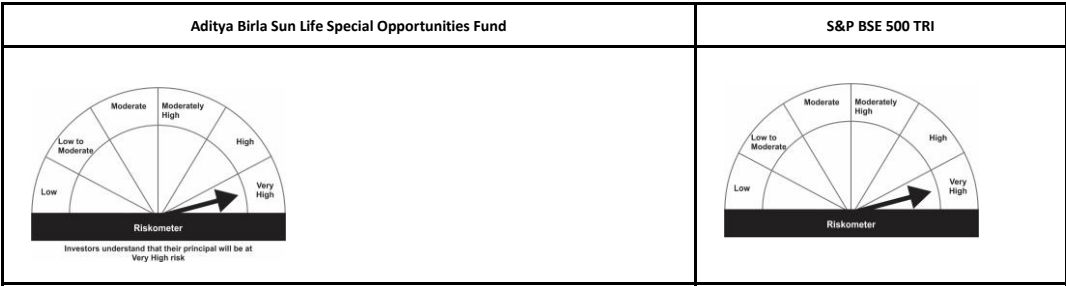 Aditya Birla Sun Life Special Opportunities Fund
S&P BSE 500 TRI
Low
Low to
Moderate
Moderate
Moderately
High
High
Very
High
Riskometer
Investors understand that their principal will be at
Very High risk
Low
Low to
Moderate
Moderate
Moderately
High
High
Very
High
Riskometer